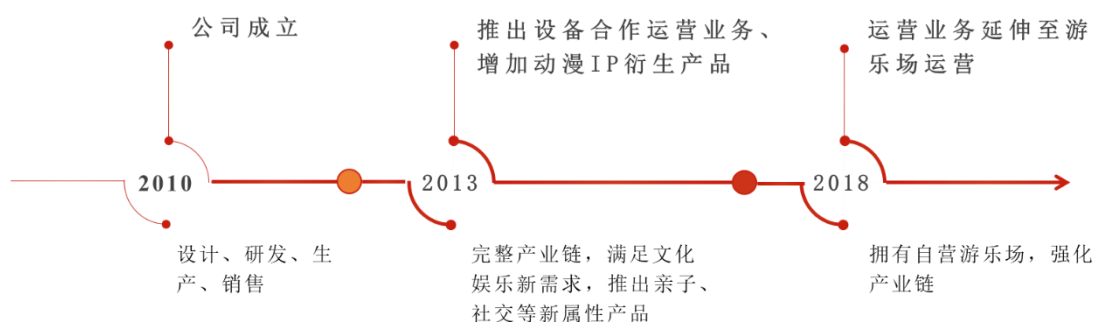 公司成立
推出设备合作运营业务、
增加动漫IP衍生产品
运营业务延伸至游
乐场运营
2010
2013
2018
设计、研发、生
产、销售
完整产业链，满足文化
娱乐新需求，推出亲子、
社交等新属性产品
拥有自营游乐场，强化
产业链